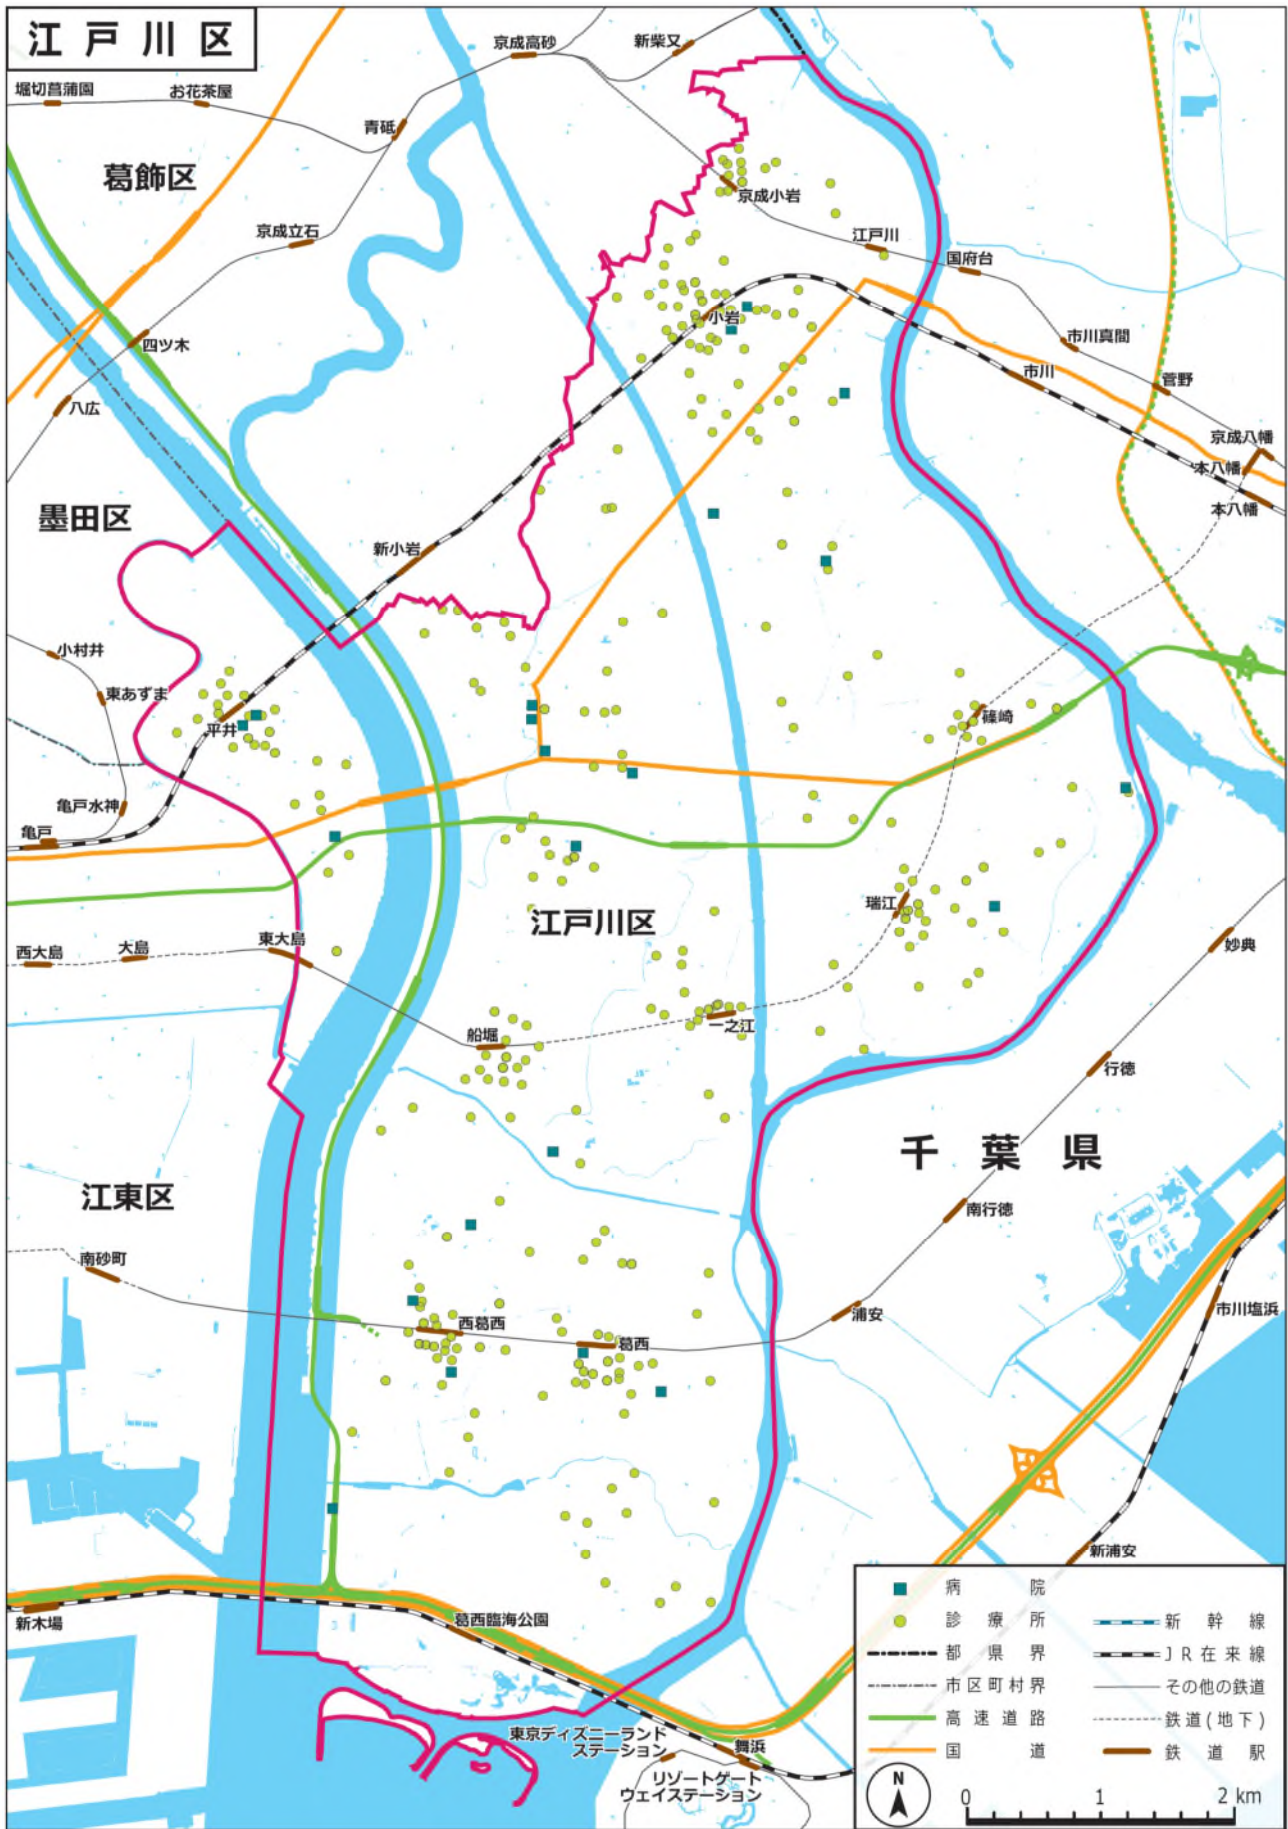 江戸川区
京成高砂
新柴又
堀切菖蒲園
お花茶屋
青砥
葛飾区
京成小岩
京成立石
江戸川
国府台
小岩
四ツ木
市川真間
市川
菅野
八広
京成八幡
本八幡
本八幡
墨田区
新小岩
小村井
東あずま
平井
篠崎
亀戸水神
亀戸
瑞江
江戸川区
東大島
大島
西大島
妙典
一之江
船堀
行徳
千葉県
江東区
南行徳
南砂町
市川塩浜
浦安
西葛西
葛西
新浦安
新木場
葛西臨海公園
東京ディズニーランド
ステーション
舞浜
リゾートゲート
ウェイステーション
病院
診療所
都県界
市区町村界
高速道路
国道
新幹線
JR在来線
その他の鉄道
鉄道(地下)
鉄道駅
N
0 1 2 km